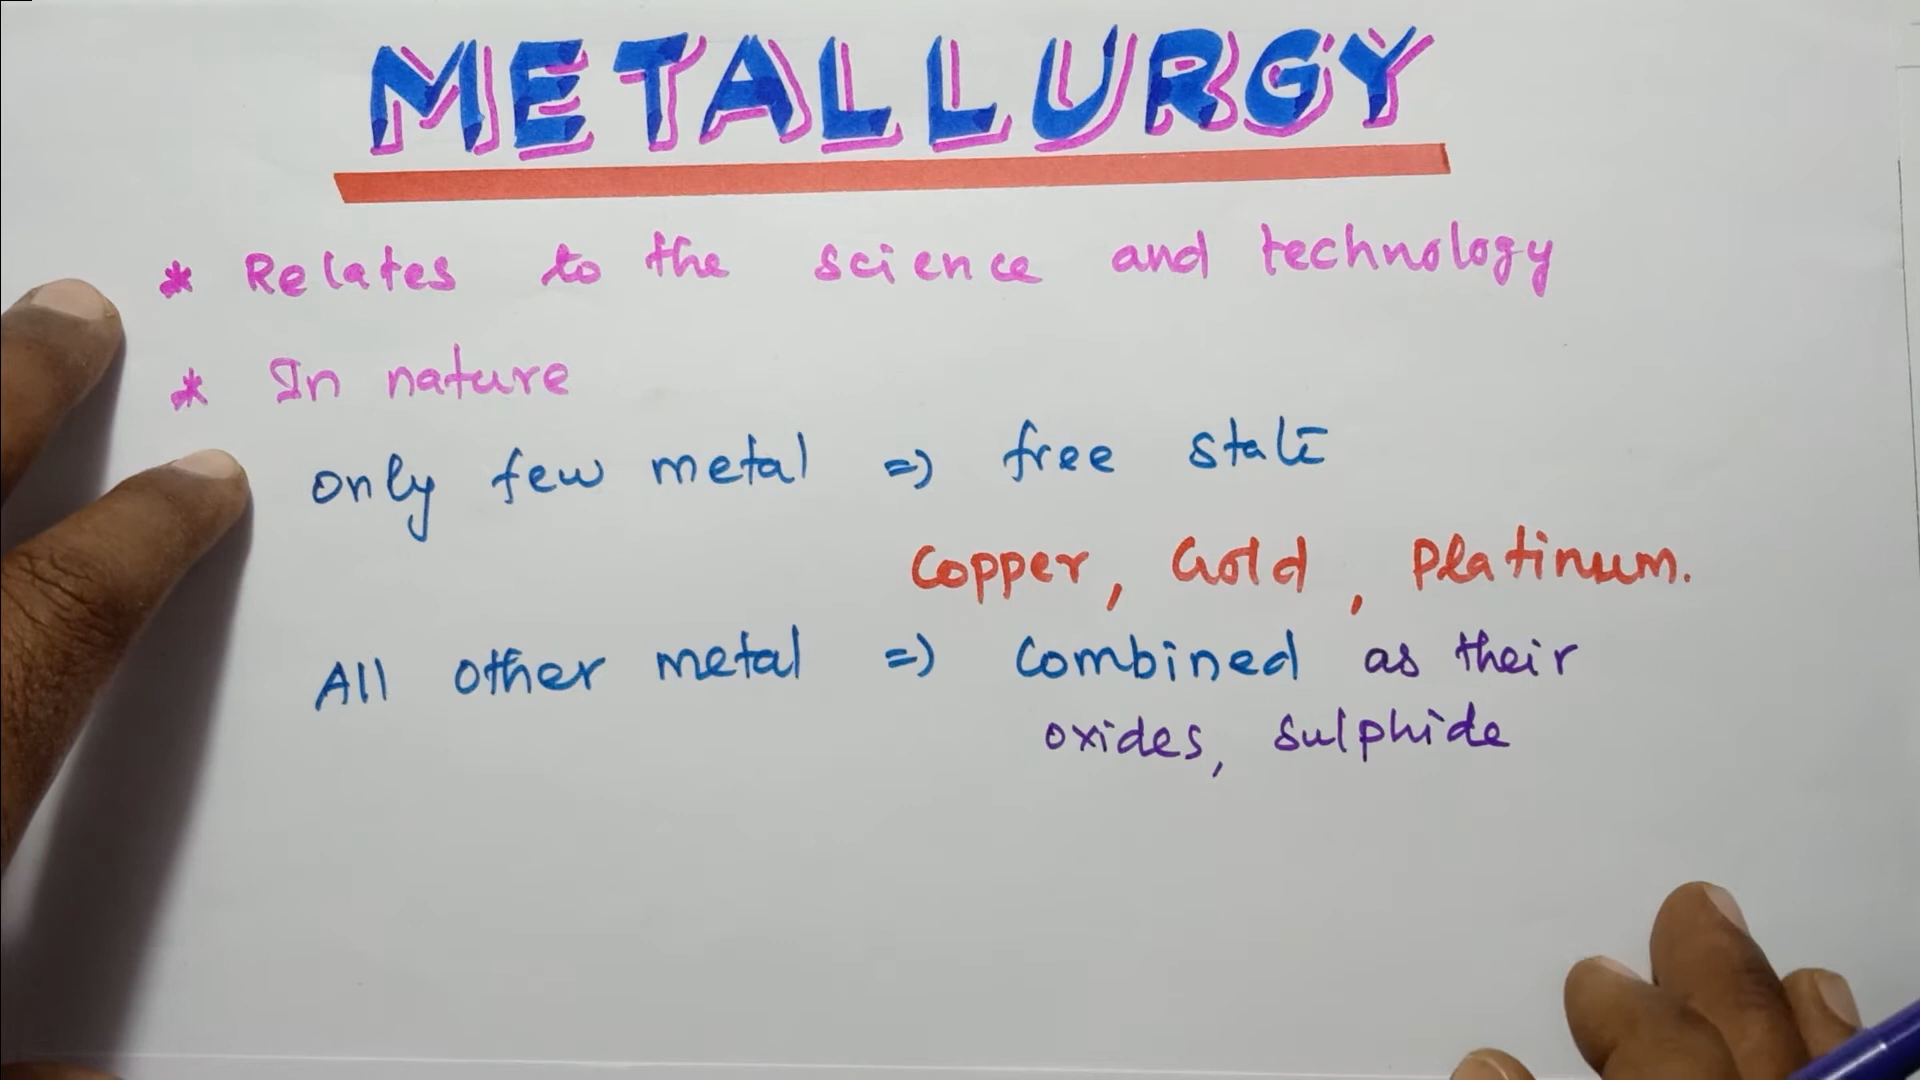 METALLURGY
* Relates to the science and technology
* In nature
Only few metal => free state
Copper, Gold, Platinum.
All other metal => Combined as their
oxides, sulphide